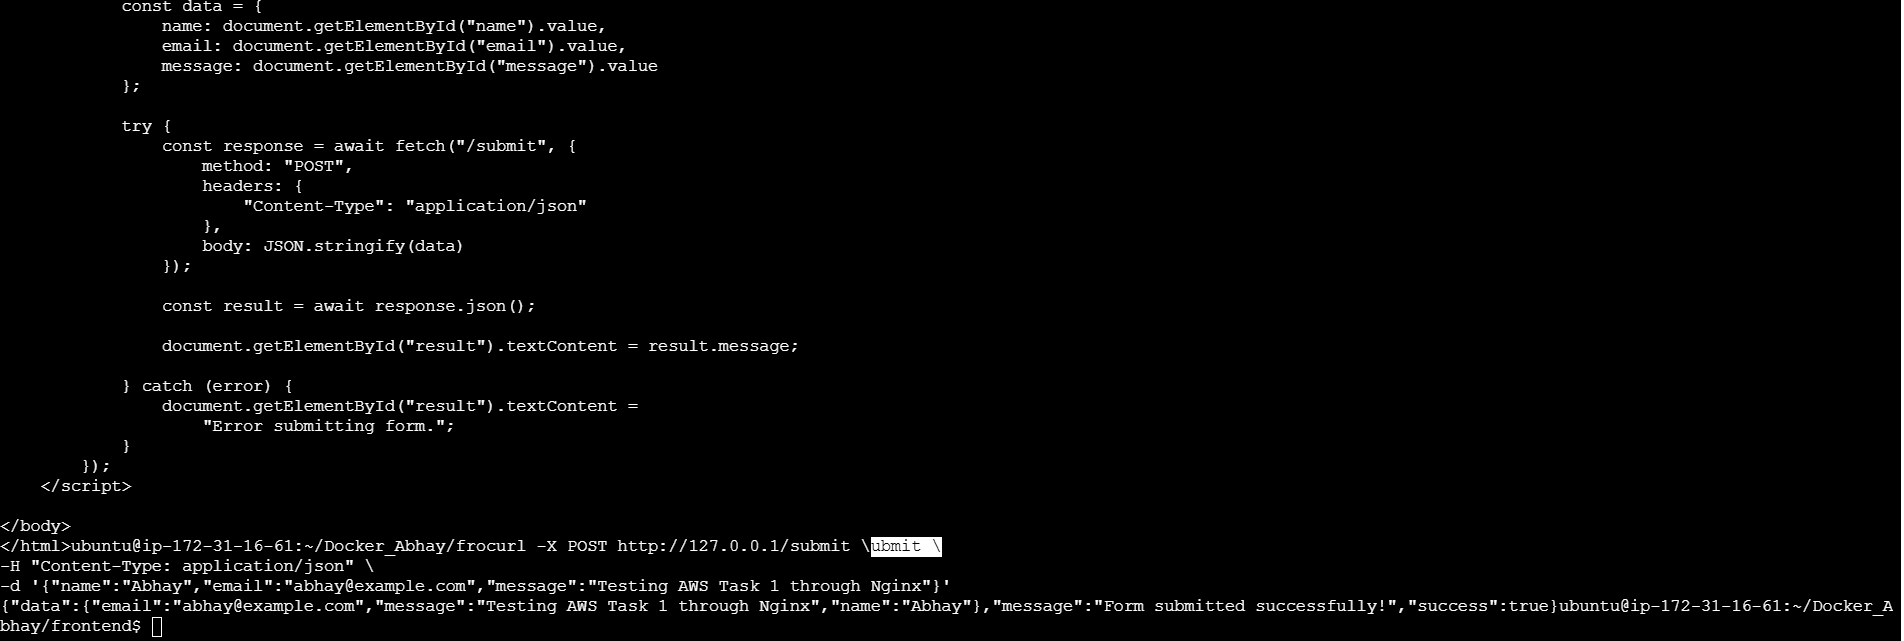 const data = {
name: document.getElementById("name").value,
email: document.getElementById("email").value,
message: document.getElementById("message").value
};
try {
const response = await fetch("/submit", {
method: "POST",
headers: {
"Content-Type": "application/json"
},
body: JSON.stringify(data)
});
const result = await response.json();
document.getElementById("result").textContent = result.message;
} catch (error) {
document.getElementById("result").textContent =
"Error submitting form.";
}
});
</script>
</body>
</html>ubuntu@ip-172-31-16-61:~/Docker_Abhay/frocurl -X POST http://127.0.0.1/submit \ubmit \
-H "Content-Type: application/json" \
-d '{"name":"Abhay","email":"abhay@example.com","message":"Testing AWS Task 1 through Nginx"}'
{"data":{"email":"abhay@example.com","message":"Testing AWS Task 1 through Nginx","name":"Abhay"},"message":"Form submitted successfully!","success":true}ubuntu@ip-172-31-16-61:~/Docker_A
bhay/frontend$